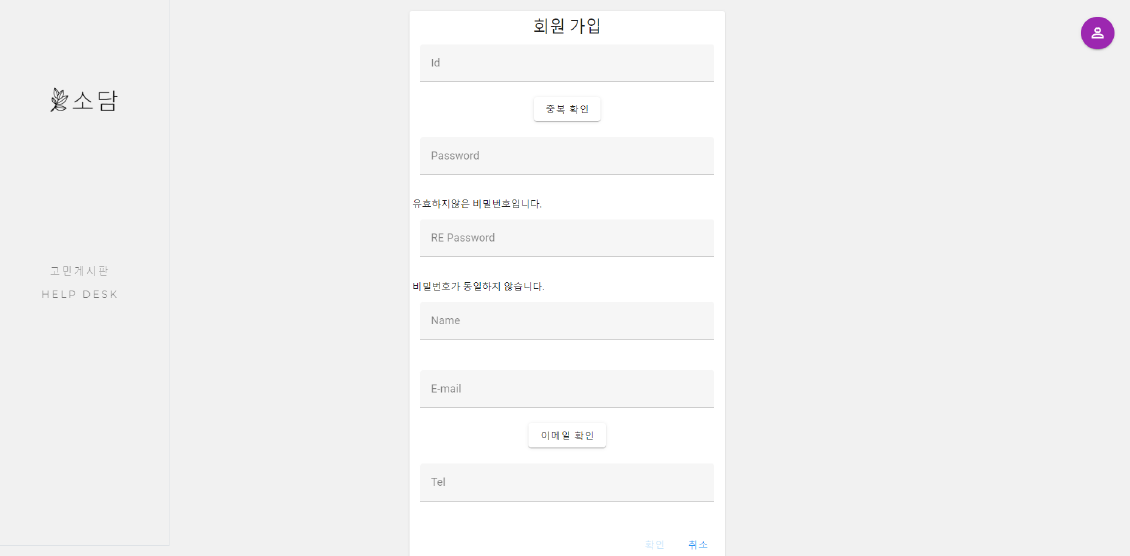 소담
고민게시판
HELP DESK
회원 가입
Id
중복 확인
Password
유효하지않은 비밀번호입니다.
RE Password
비밀번호가 동일하지 않습니다.
Name
E-mail
이메일 확인
Tel
확인 취소